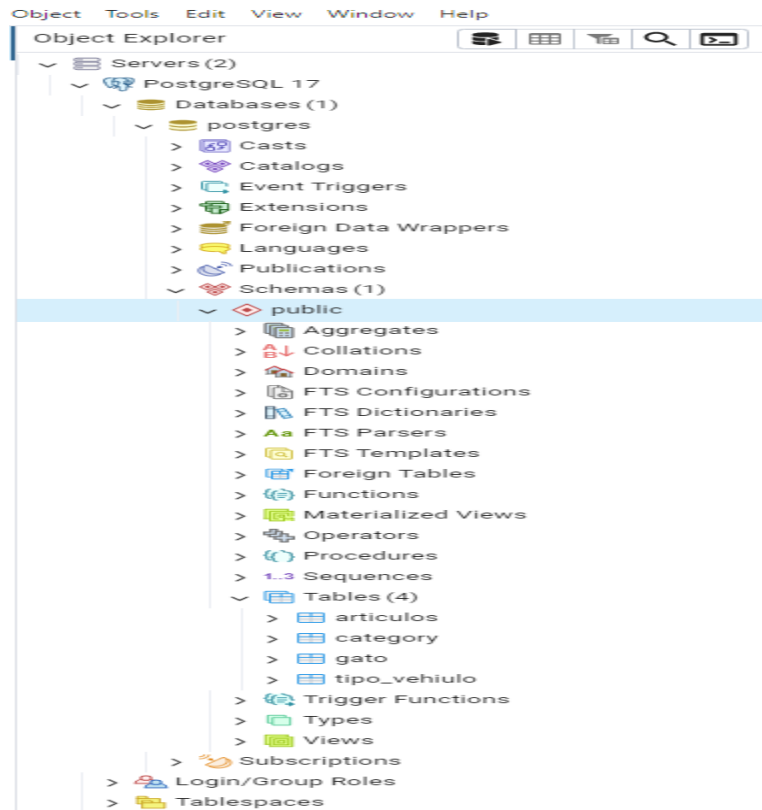 Object Tools Edit View Window Help
Object Explorer
Servers (2)
PostgreSQL 17
Databases (1)
postgres
Casts
Catalogs
Event Triggers
Extensions
Foreign Data Wrappers
Languages
Publications
Schemas (1)
public
Aggregates
Collations
Domains
FTS Configurations
FTS Dictionaries
Aa FTS Parsers
FTS Templates
Foreign Tables
Functions
Materialized Views
Operators
Procedures
1..3 Sequences
Tables (4)
articulos
category
gato
tipo_vehiulo
Trigger Functions
Types
Views
Subscriptions
Login/Group Roles
Tablespaces